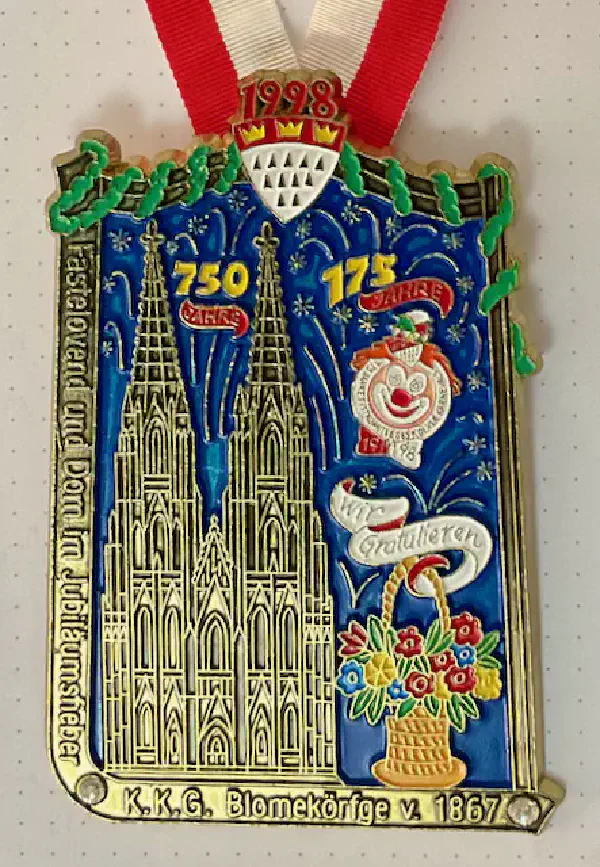 1998
750
JAHRE
175
JAHRE
1998
Wir
Gratulieren
Fastelovend und Dom im Jubiläumsfieber
K.K.G. Blomekörfge v. 1867